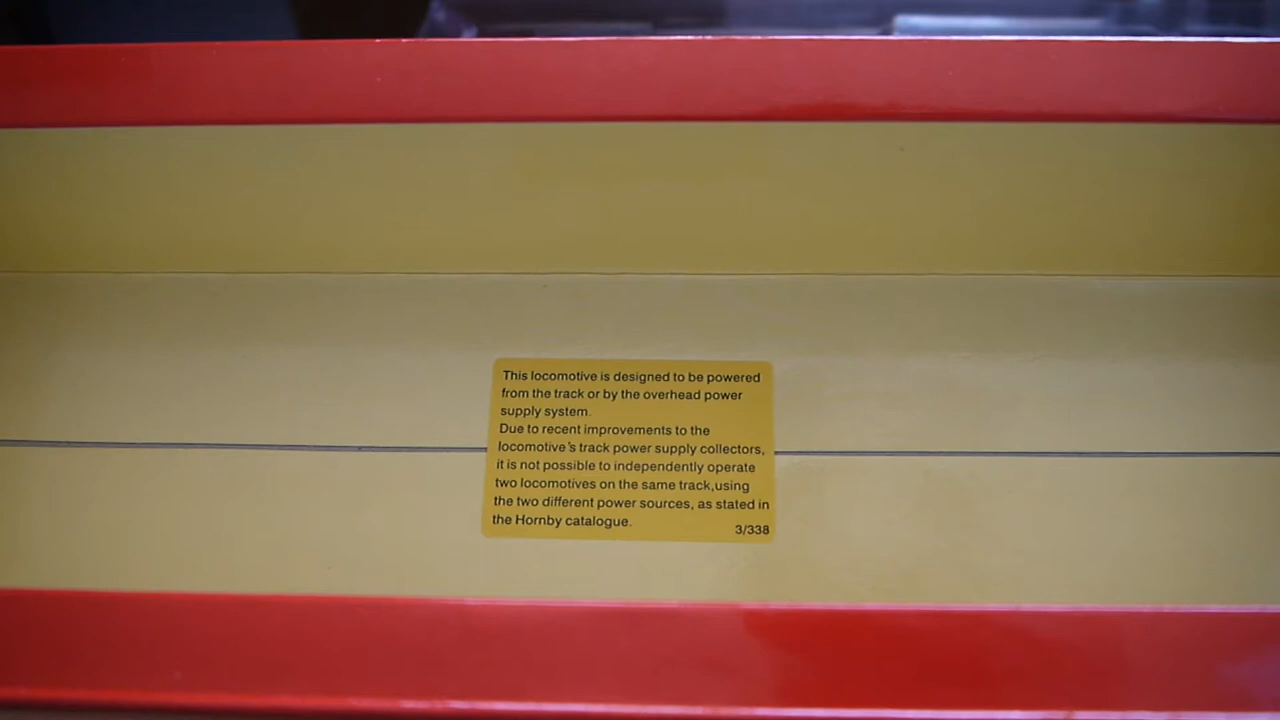 This locomotive is designed to be powered
from the track or by the overhead power
supply system.
Due to recent improvements to the
locomotive's track power supply collectors,
it is not possible to independently operate
two locomotives on the same track,using
the two different power sources, as stated in
the Hornby catalogue.
3/338